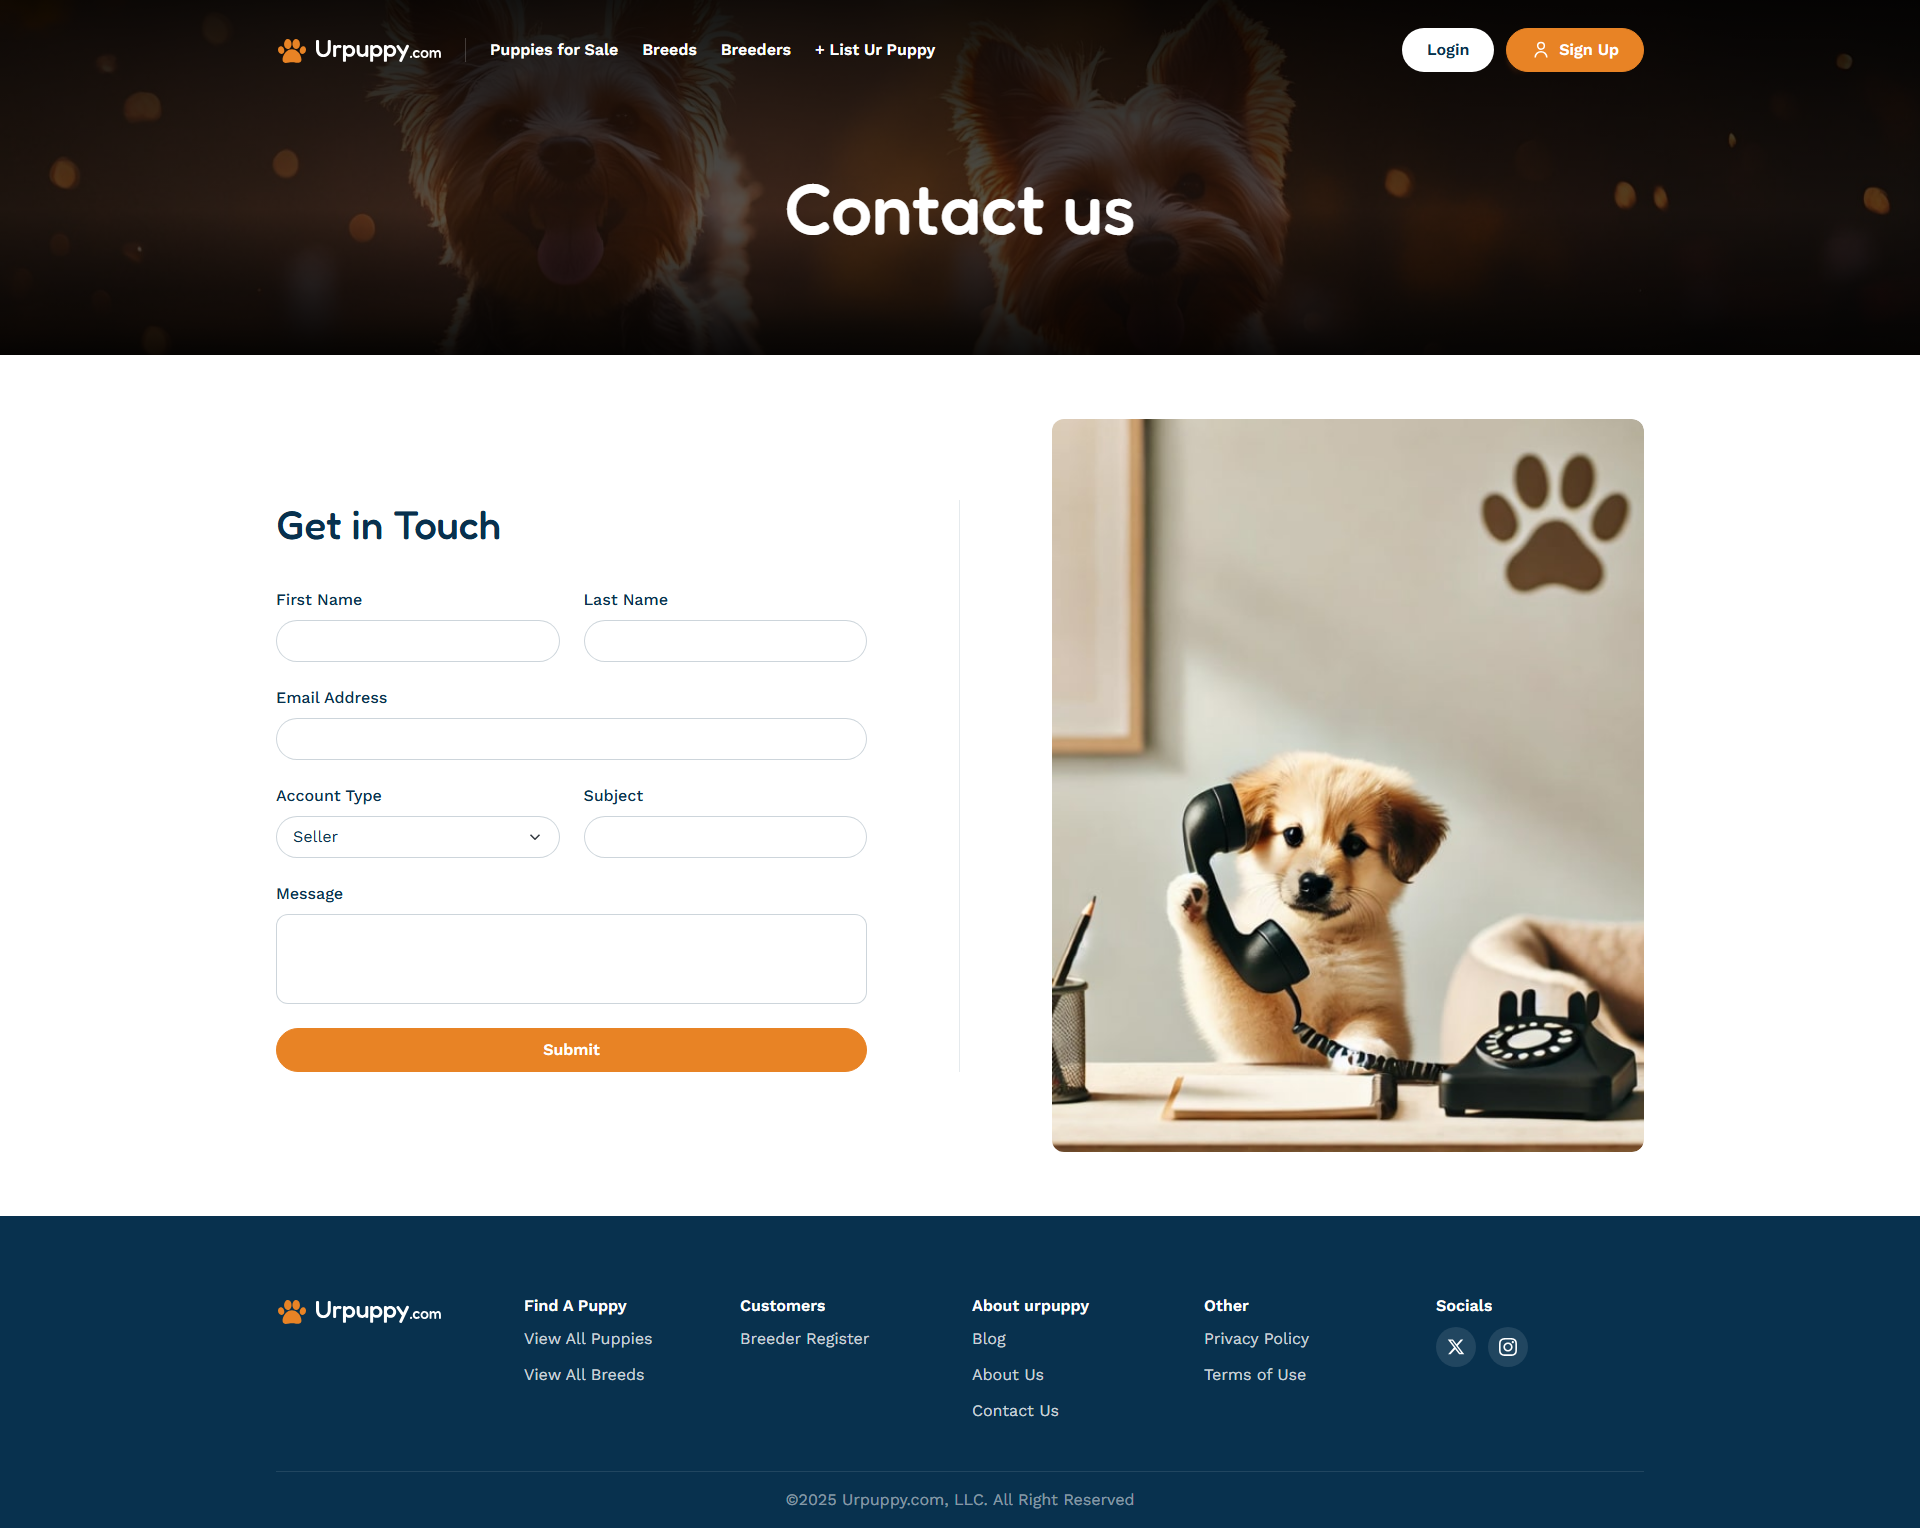 Urpuppy.com
Puppies for Sale
Breeds
Breeders
+ List Ur Puppy
Login
Sign Up
Contact us
Get in Touch
First Name
Last Name
Email Address
Account Type
Subject
Seller
Message
Submit
Urpuppy.com
Find A Puppy
View All Puppies
View All Breeds
Customers
Breeder Register
About urpuppy
Blog
About Us
Contact Us
Other
Privacy Policy
Terms of Use
Socials
©2025 Urpuppy.com, LLC. All Right Reserved